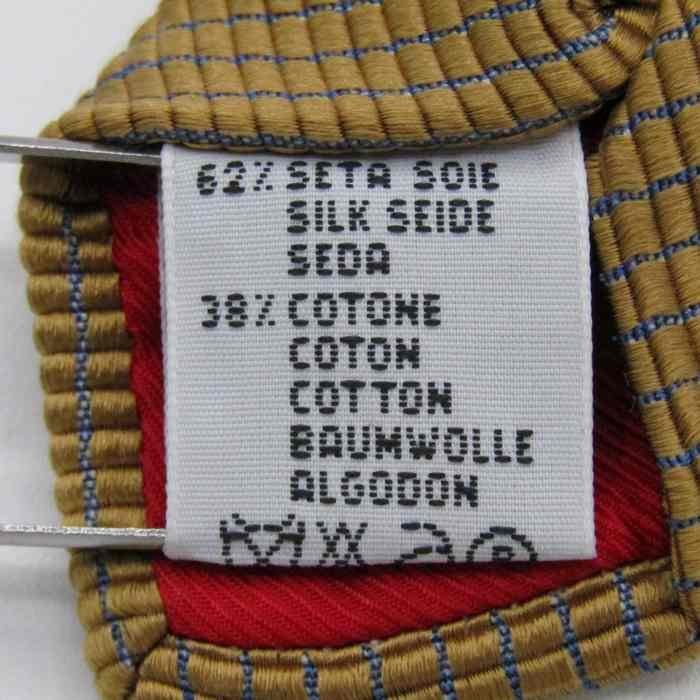 62% SETA SOIE
SILK SEIDE
SEDA
38% COTONE
COTON
COTTON
BAUMWOLLE
ALGODON